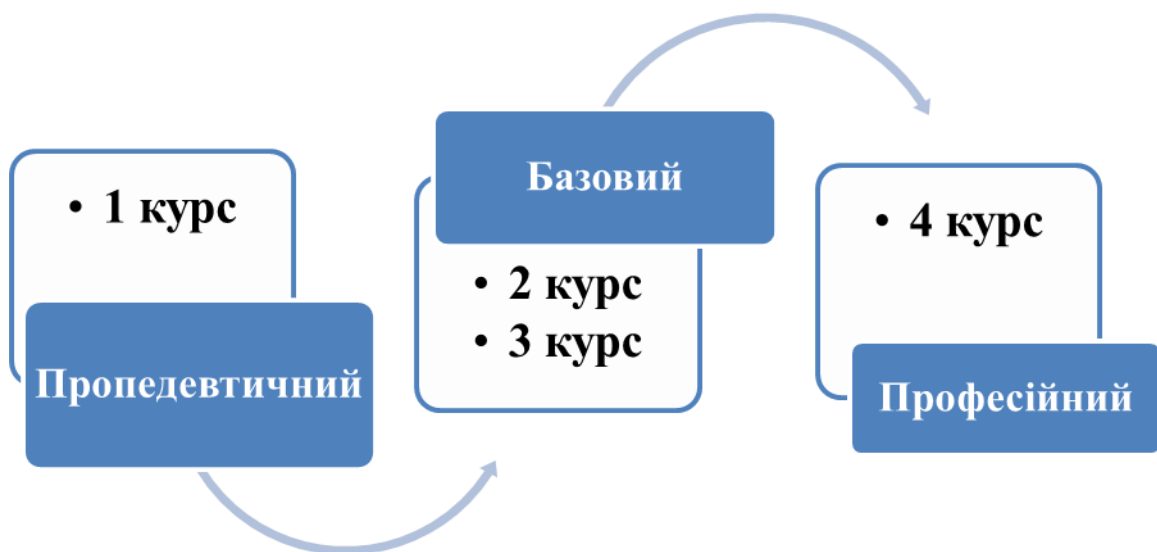 • 1 курс
Пропедевтичний
Базовий
• 2 курс
• 3 курс
• 4 курс
Професійний